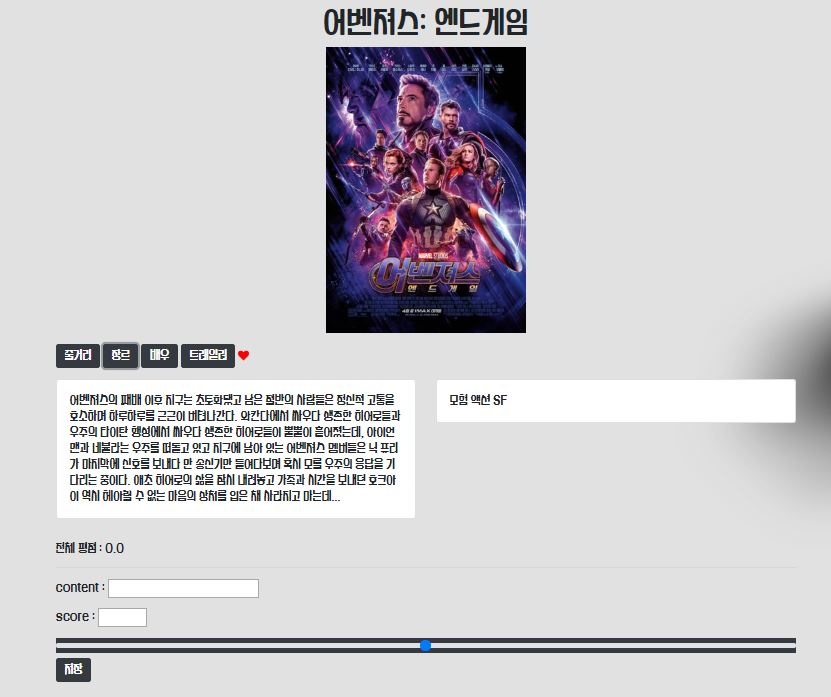 어벤져스: 엔드게임
MARVEL STUDIOS
어벤져스
엔드게임
줄거리 장르 배우 트레일러
어벤져스의 패배 이후 지구는 초토화됐고 남은 절반의 사람들은 정신적 고통을
호소하며 하루하루를 근근이 버텨나간다. 와칸다에서 싸우다 생존한 히어로들과
우주의 타이탄 행성에서 싸우다 생존한 히어로들이 뿔뿔이 흩어졌는데, 아이언
맨과 네뷸라는 우주를 떠돌고 있고 지구에 남아 있는 어벤져스 멤버들은 닉 퓨리
가 마지막에 신호를 보내다 만 송신기만 들여다보며 혹시 모를 우주의 응답을 기
다리는 중이다. 애초 히어로의 삶을 잠시 내려놓고 가족과 시간을 보내던 호크아
이 역시 헤아릴 수 없는 마음의 상처를 입은 채 사라지고 마는데...
모험 액션 SF
전체 평점 : 0.0
content :
score :
저장